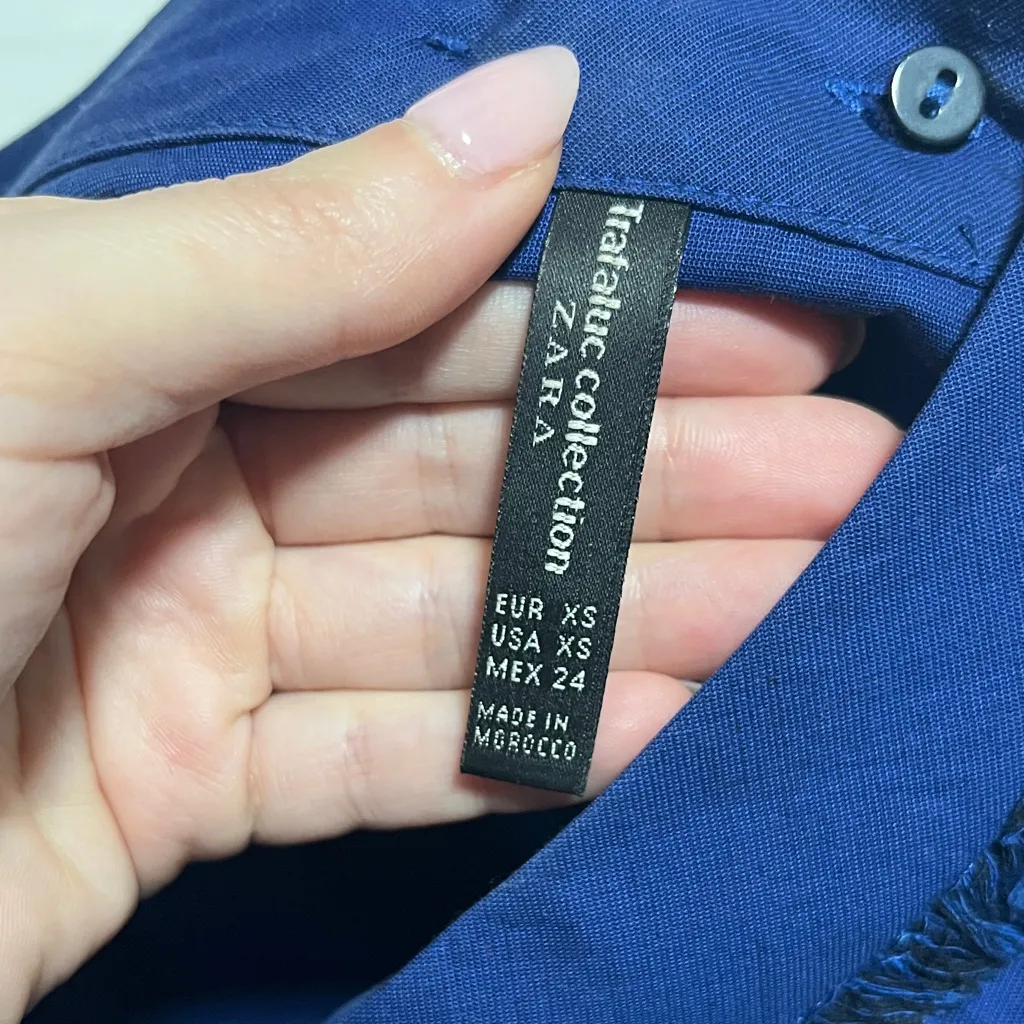 Trafaluc collection
ZARA
EUR XS
USA XS
MEX 24
MADE IN
MOROCCO